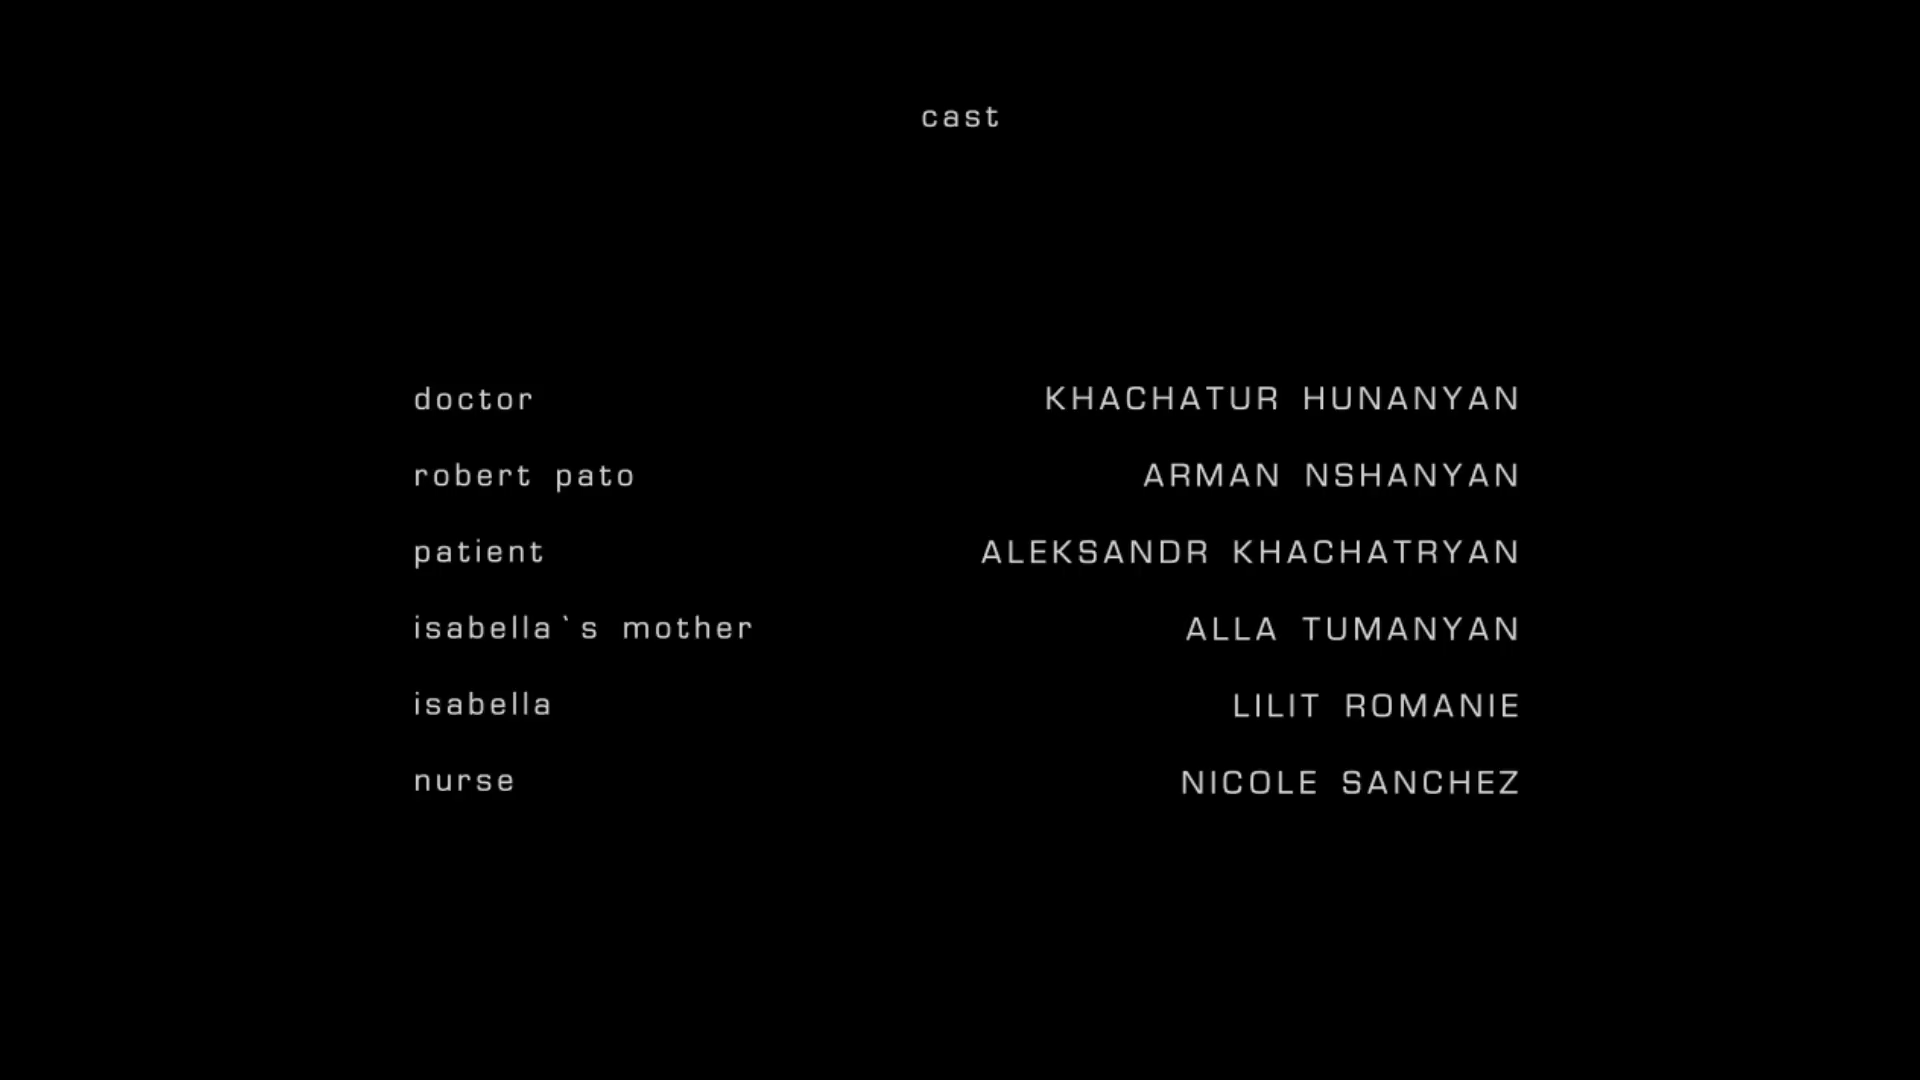 cast
doctor KHACHATUR HUNANYAN
robert pato ARMAN NSHANYAN
patient ALEKSANDR KHACHATRYAN
isabella`s mother ALLA TUMANYAN
isabella LILIT ROMANIE
nurse NICOLE SANCHEZ